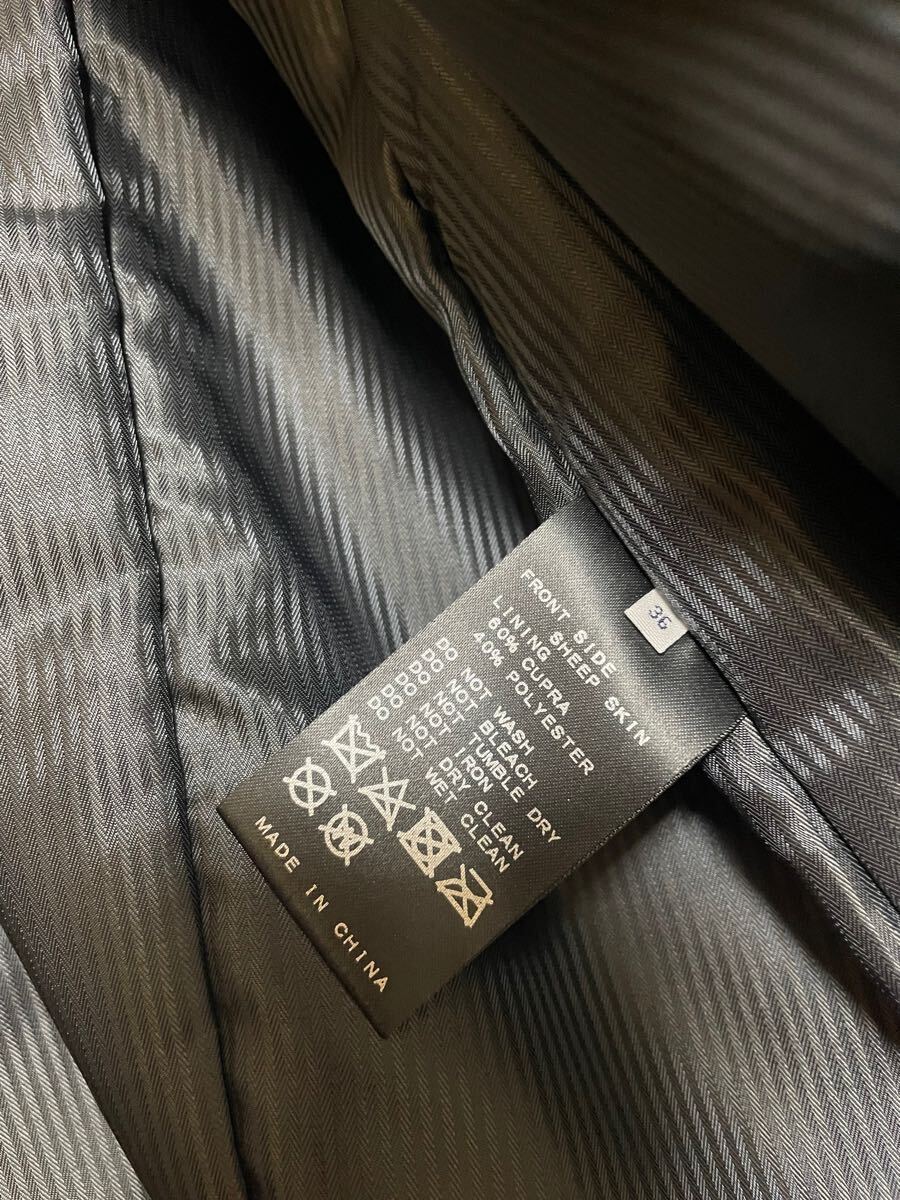 36
FRONT SIDE
SHEEP SKIN
LINING
60% CUPRA
40% POLYESTER
DO NOT WASH
DO NOT BLEACH
DO NOT TUMBLE DRY
DO NOT IRON
DO NOT DRY CLEAN
DO NOT WET CLEAN
MADE IN CHINA